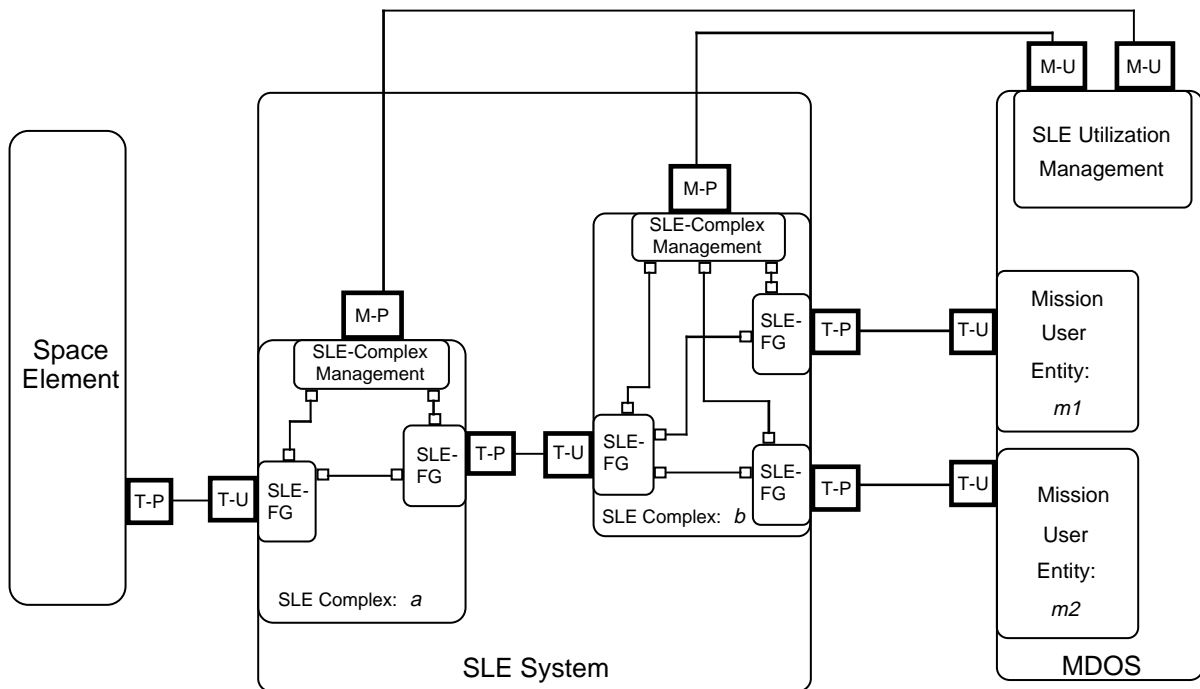 M-U
M-U
SLE Utilization
Management
M-P
SLE-Complex
Management
M-P
SLE-Complex
Management
Space
Element
SLE-
FG
T-P
T-U
Mission
User
Entity:
m1
SLE-
FG
T-P
T-U
SLE-
FG
SLE-
FG
T-P
T-U
SLE-
FG
T-P
T-U
T-P
T-U
SLE-
FG
SLE Complex: b
Mission
User
Entity:
m2
SLE Complex: a
SLE System
MDOS